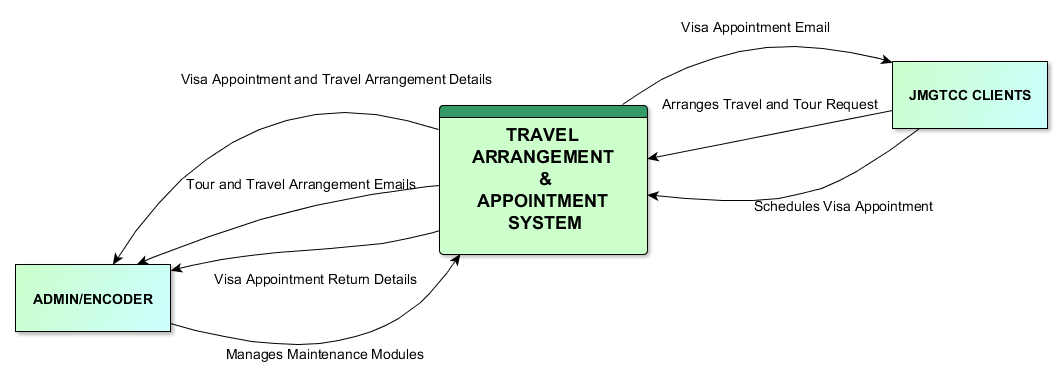 Visa Appointment Email
Visa Appointment and Travel Arrangement Details
JMGTCC CLIENTS
Arranges Travel and Tour Request
TRAVEL
ARRANGEMENT
&
APPOINTMENT
SYSTEM
Tour and Travel Arrangement Emails
Schedules Visa Appointment
Visa Appointment Return Details
ADMIN/ENCODER
Manages Maintenance Modules